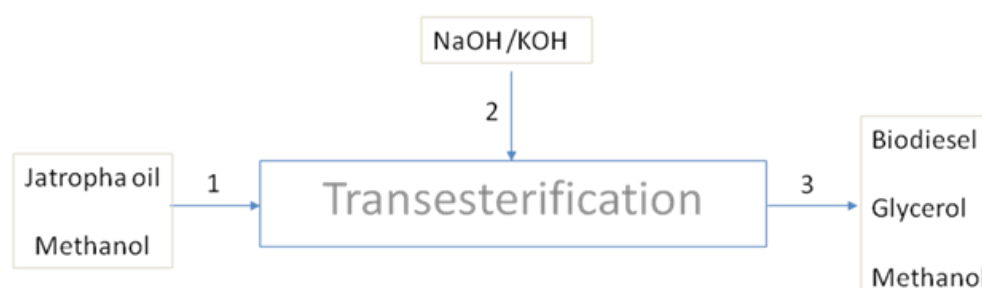 NaOH/KOH
2
Jatropha oil
Methanol
1
Transesterification
3
Biodiesel
Glycerol
Methanol